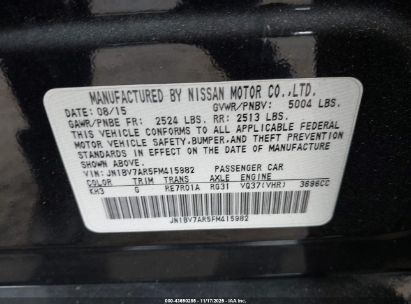 MANUFACTURED BY NISSAN MOTOR CO.,LTD.
DATE: 08/15 GVWR/PNBV: 5004 LBS.
GAWR/PNBE FR: 2524 LBS. RR: 2513 LBS.
THIS VEHICLE CONFORMS TO ALL APPLICABLE FEDERAL
MOTOR VEHICLE SAFETY,BUMPER,AND THEFT PREVENTION
STANDARDS IN EFFECT ON THE DATE OF MANUFACTURE
SHOWN ABOVE.
VIN: JN1BV7AR5FM415982 PASSENGER CAR
COLOR TRIM TRANS AXLE ENGINE
KH3 G RE7R01A RG31 VQ37(VHR) 3696CC
JN1BV7AR5FM415982
00-43690286 - 11/17/2025 - IAA Inc.